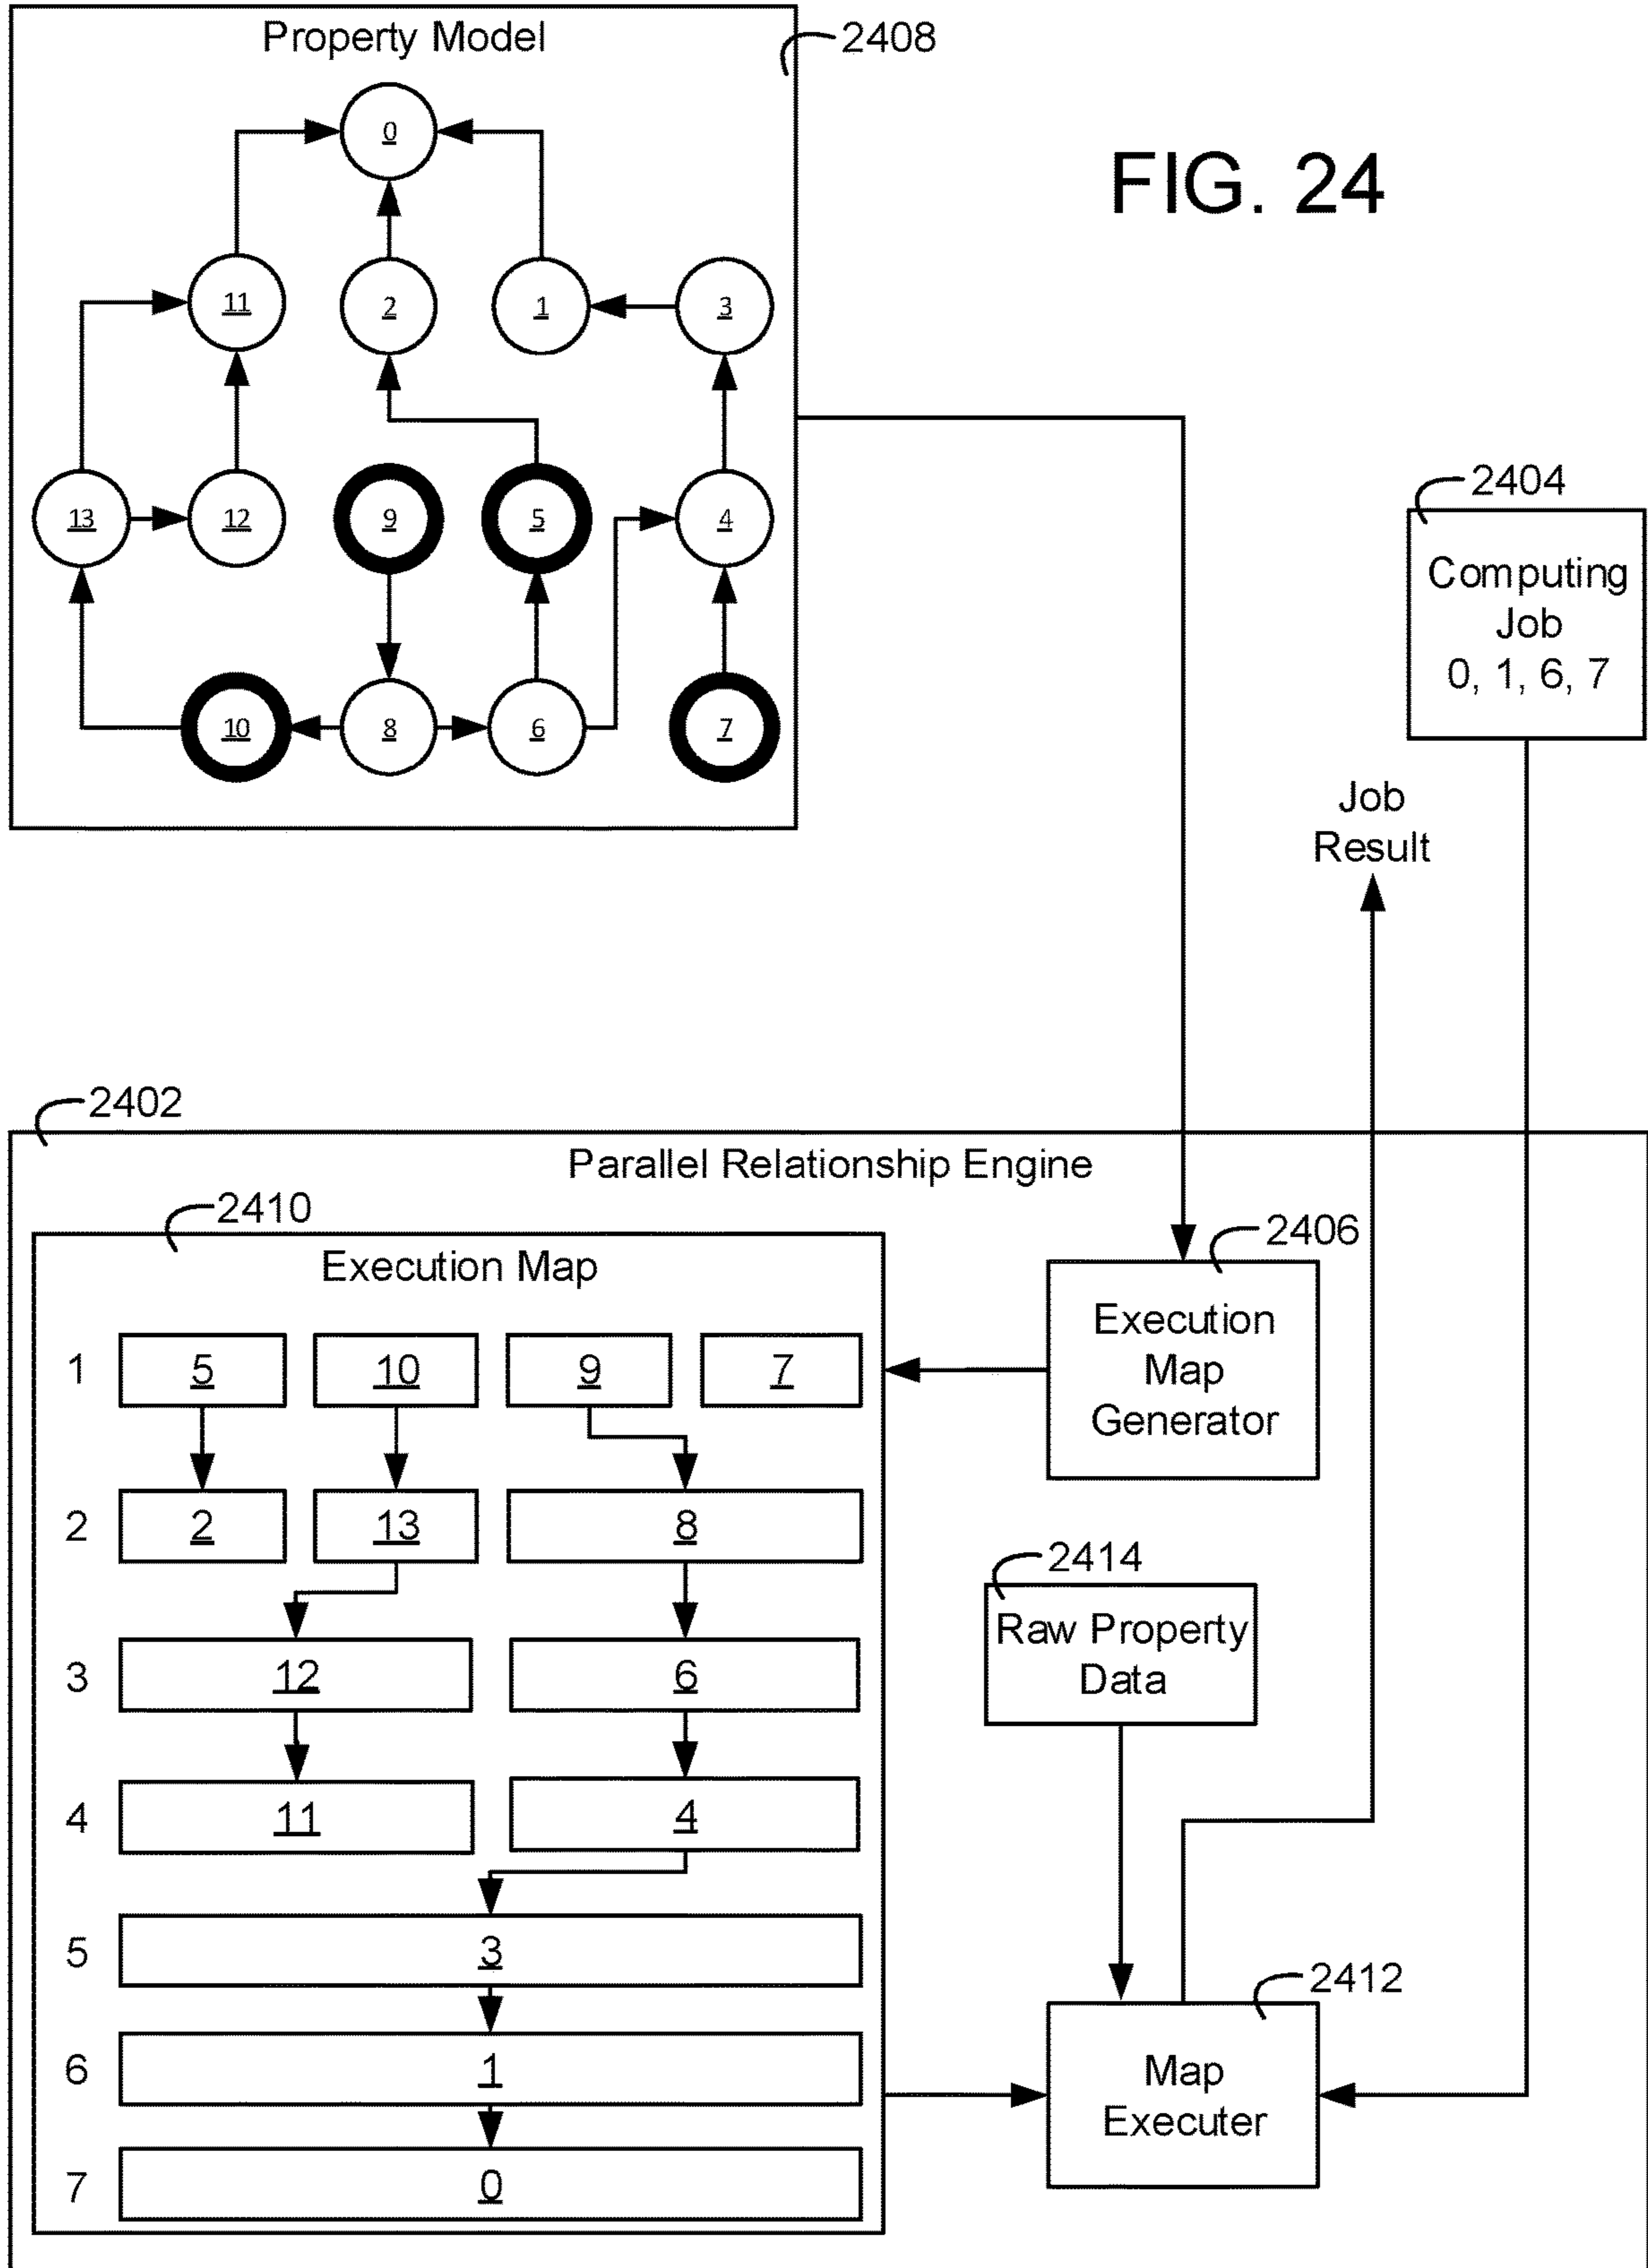 Property Model
2408
0
FIG. 24
11
2
1
3
13
12
9
5
4
10
8
6
7
2404
Computing
Job
0, 1, 6, 7
Job
Result
2402
Parallel Relationship Engine
2410
Execution Map
2406
Execution
Map
Generator
1
5
10
9
7
2
2
13
8
2414
Raw Property
Data
3
12
6
4
11
4
5
3
2412
Map
Executer
6
1
7
0